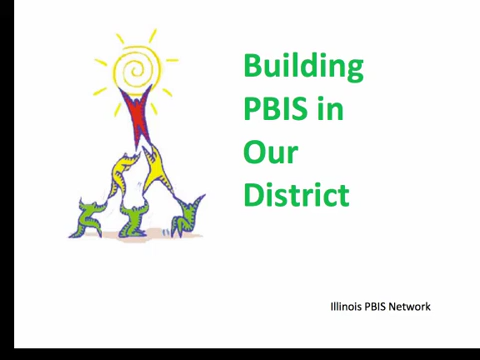 Building
PBIS in
Our
District
Illinois PBIS Network